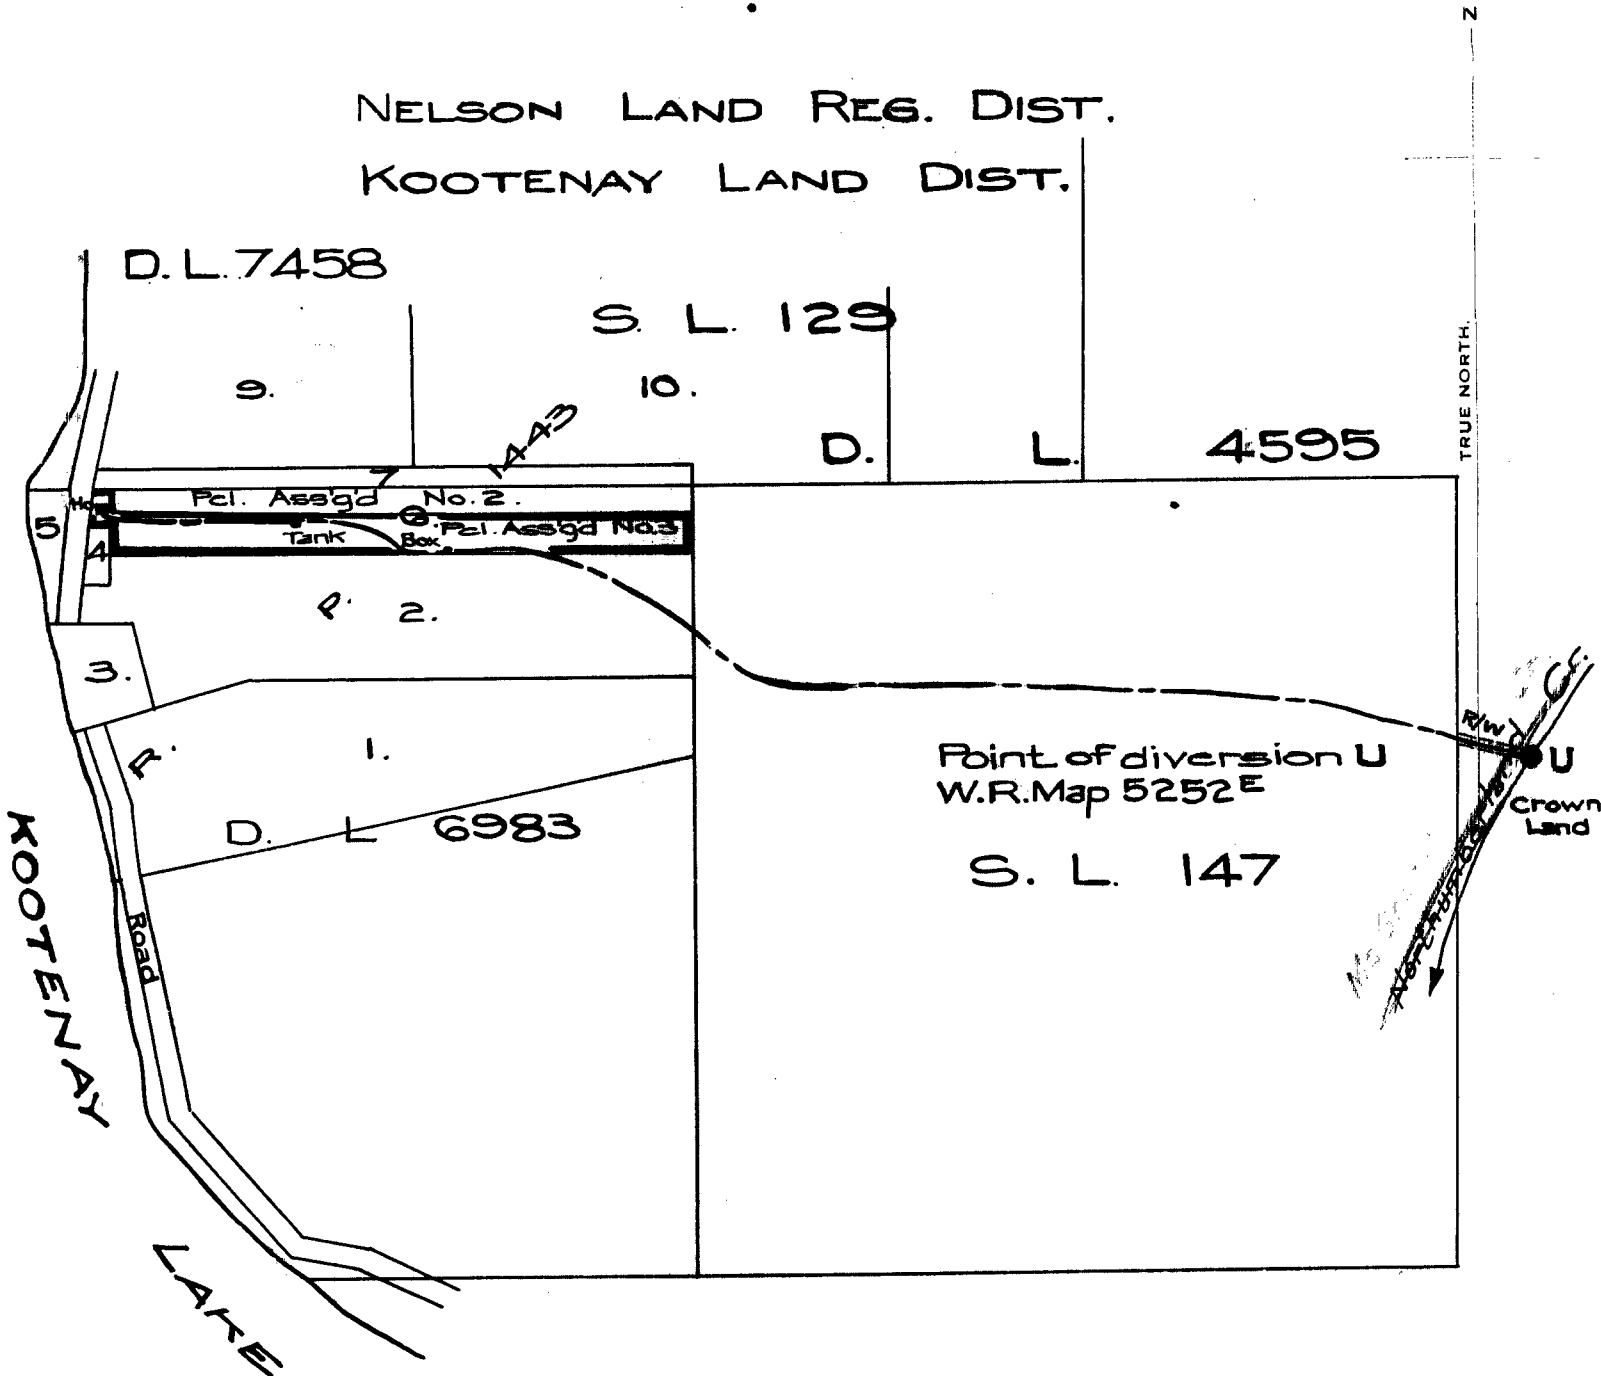 N
NELSON LAND REG. DIST.
KOOTENAY LAND DIST.
D. L. 7458
S. L. 129
9.
10.
1443
D. L. 4595
TRUE NORTH.
7
Pcl. Ass'g'd No. 2.
5
Pcl. Ass'g'd No. 3
Tank
Box
4
P. 2.
3.
R. 1.
Cr.
R/W
Point of diversion U
W.R. Map 5252E
U
Crown
Land
D. L 6983
S. L. 147
Road
KOOTENAY
LAKE